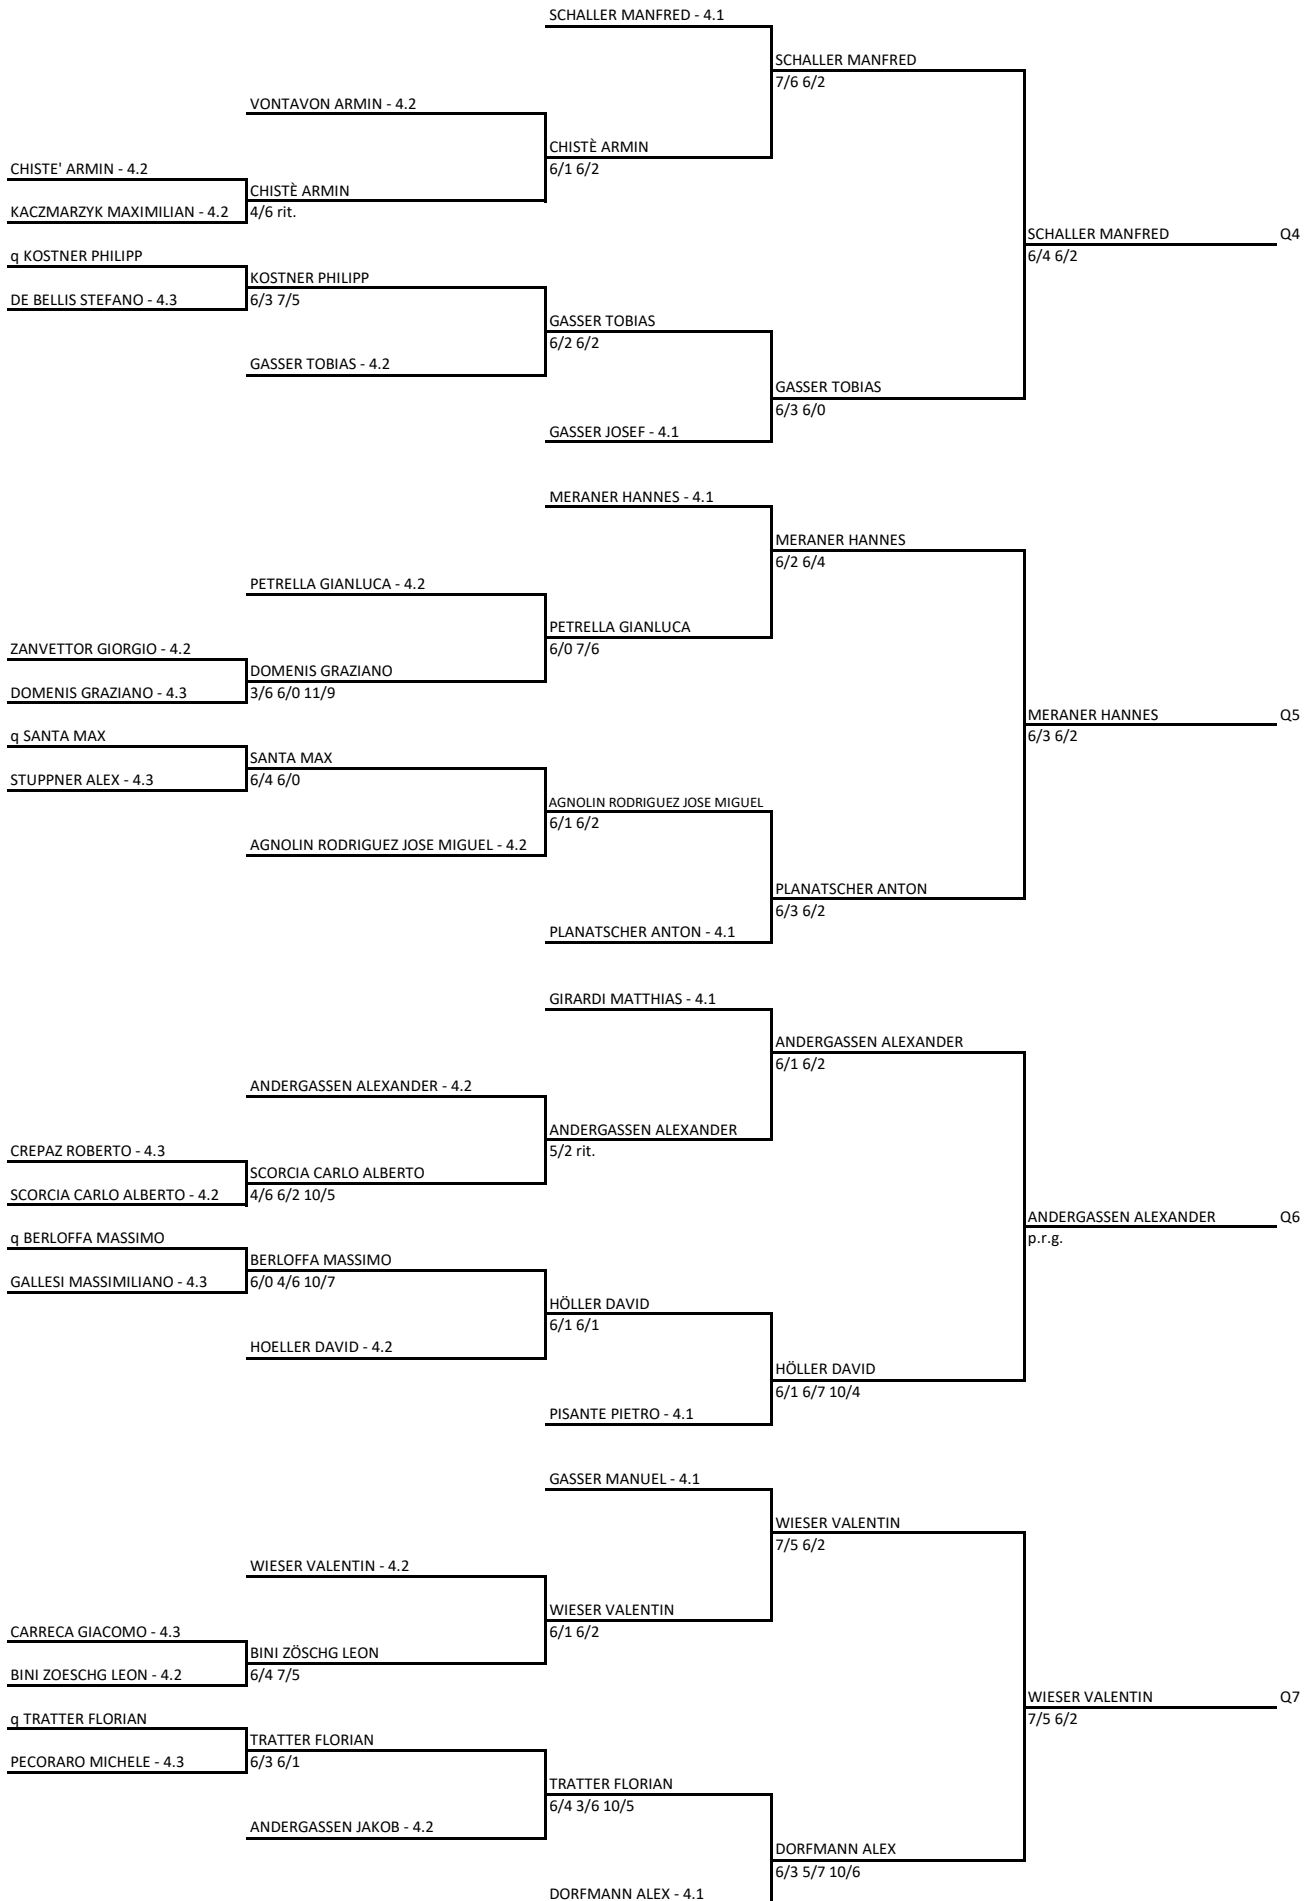 SCHALLER MANFRED - 4.1
SCHALLER MANFRED
7/6 6/2
VONTAVON ARMIN - 4.2
CHISTÈ ARMIN
6/1 6/2
CHISTE' ARMIN - 4.2
CHISTÈ ARMIN
KACZMARZYK MAXIMILIAN - 4.2
4/6 rit.
SCHALLER MANFRED
Q4
6/4 6/2
q KOSTNER PHILIPP
KOSTNER PHILIPP
DE BELLIS STEFANO - 4.3
6/3 7/5
GASSER TOBIAS
6/2 6/2
GASSER TOBIAS - 4.2
GASSER TOBIAS
6/3 6/0
GASSER JOSEF - 4.1
MERANER HANNES - 4.1
MERANER HANNES
6/2 6/4
PETRELLA GIANLUCA - 4.2
PETRELLA GIANLUCA
6/0 7/6
ZANVETTOR GIORGIO - 4.2
DOMENIS GRAZIANO
DOMENIS GRAZIANO - 4.3
3/6 6/0 11/9
MERANER HANNES
Q5
6/3 6/2
q SANTA MAX
SANTA MAX
STUPPNER ALEX - 4.3
6/4 6/0
AGNOLIN RODRIGUEZ JOSE MIGUEL
6/1 6/2
AGNOLIN RODRIGUEZ JOSE MIGUEL - 4.2
PLANATSCHER ANTON
6/3 6/2
PLANATSCHER ANTON - 4.1
GIRARDI MATTHIAS - 4.1
ANDERGASSEN ALEXANDER
6/1 6/2
ANDERGASSEN ALEXANDER - 4.2
ANDERGASSEN ALEXANDER
5/2 rit.
CREPAZ ROBERTO - 4.3
SCORCIA CARLO ALBERTO
SCORCIA CARLO ALBERTO - 4.2
4/6 6/2 10/5
ANDERGASSEN ALEXANDER
Q6
p.r.g.
q BERLOFFA MASSIMO
BERLOFFA MASSIMO
GALLESI MASSIMILIANO - 4.3
6/0 4/6 10/7
HÖLLER DAVID
6/1 6/1
HOELLER DAVID - 4.2
HÖLLER DAVID
6/1 6/7 10/4
PISANTE PIETRO - 4.1
GASSER MANUEL - 4.1
WIESER VALENTIN
7/5 6/2
WIESER VALENTIN - 4.2
WIESER VALENTIN
6/1 6/2
CARRECA GIACOMO - 4.3
BINI ZÖSCHG LEON
BINI ZOESCHG LEON - 4.2
6/4 7/5
WIESER VALENTIN
Q7
7/5 6/2
q TRATTER FLORIAN
TRATTER FLORIAN
PECORARO MICHELE - 4.3
6/3 6/1
TRATTER FLORIAN
6/4 3/6 10/5
ANDERGASSEN JAKOB - 4.2
DORFMANN ALEX
6/3 5/7 10/6
DORFMANN ALEX - 4.1